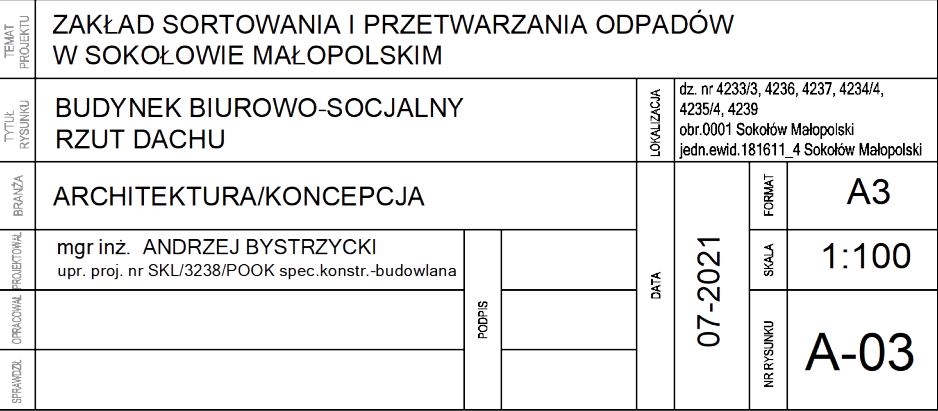 TEMAT
PROJEKTU
ZAKŁAD SORTOWANIA I PRZETWARZANIA ODPADÓW
W SOKOŁOWIE MAŁOPOLSKIM
TYTUŁ
RYSUNKU
BUDYNEK BIUROWO-SOCJALNY
RZUT DACHU
LOKALIZACJA
dz. nr 4233/3, 4236, 4237, 4234/4,
4235/4, 4239
obr.0001 Sokołów Małopolski
jedn.ewid.181611_4 Sokołów Małopolski
BRANŻA
ARCHITEKTURA/KONCEPCJA
DATA
07-2021
FORMAT
A3
PROJEKTOWAŁ
mgr inż. ANDRZEJ BYSTRZYCKI
upr. proj. nr SKL/3238/POOK spec.konstr.-budowlana
PODPIS
SKALA
1:100
OPRACOWAŁ
NR RYSUNKU
A-03
SPRAWDZIŁ